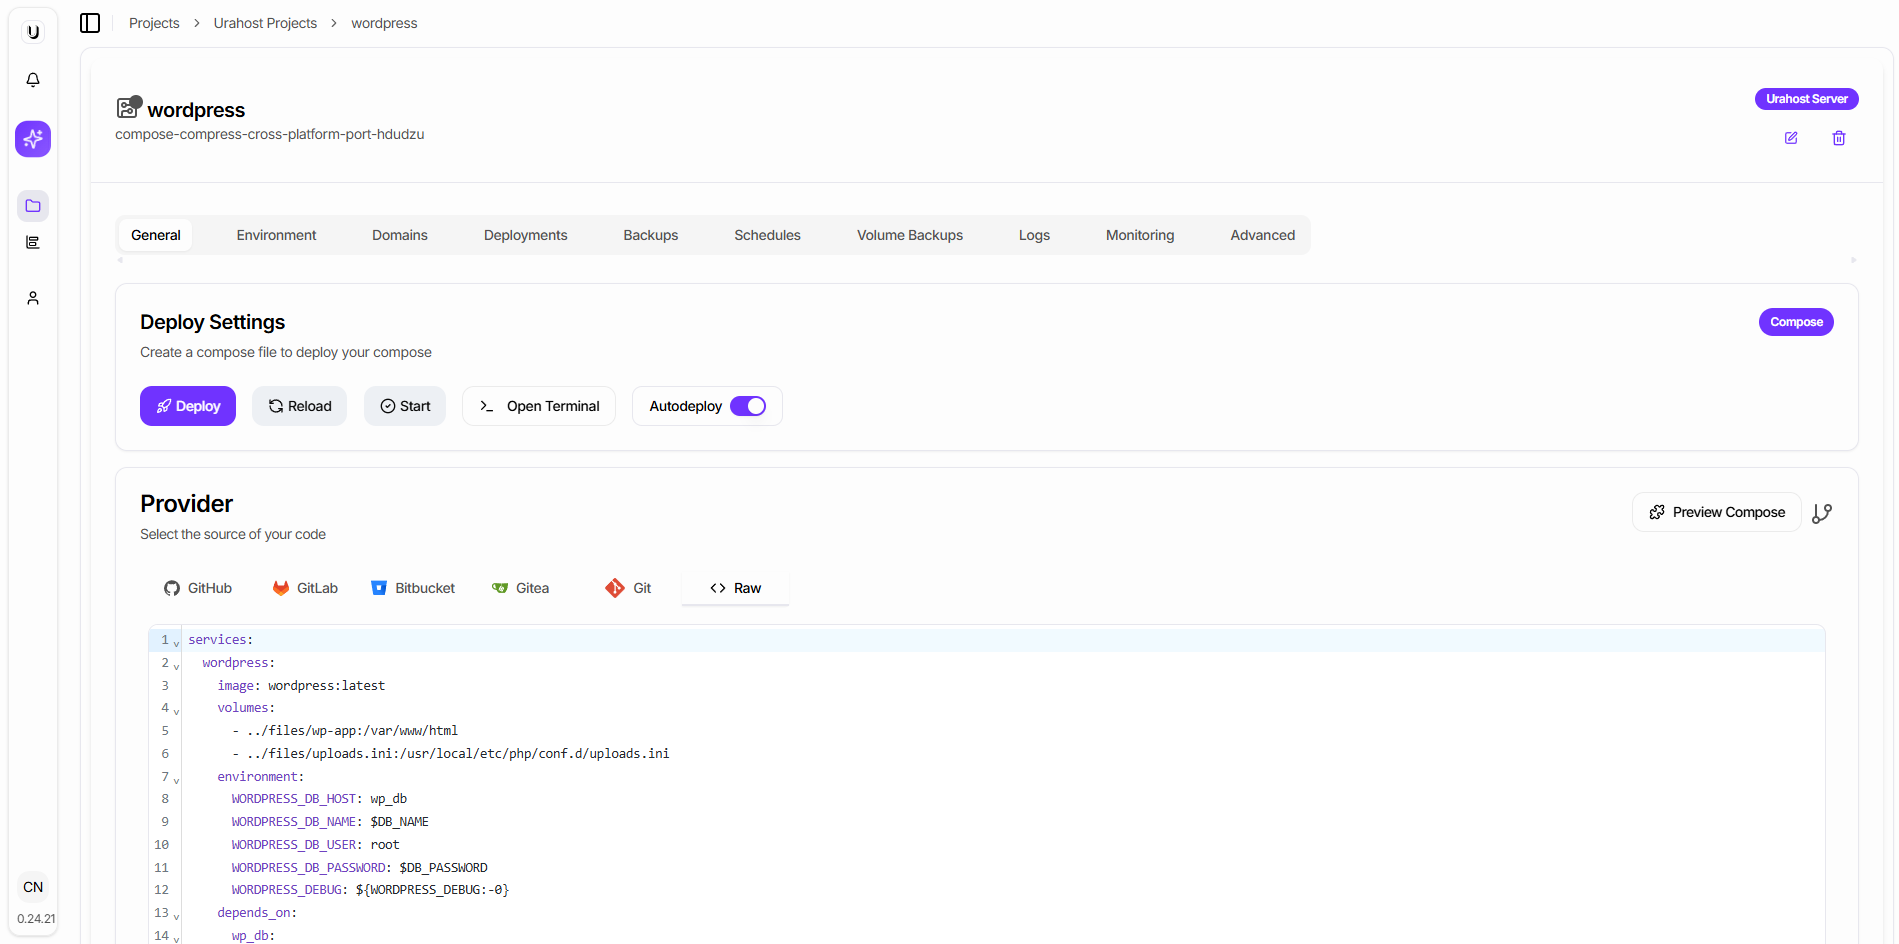 U
Projects > Urahost Projects > wordpress
wordpress
compose-compress-cross-platform-port-hdudzu
Urahost Server
General Environment Domains Deployments Backups Schedules Volume Backups Logs Monitoring Advanced
Deploy Settings
Compose
Create a compose file to deploy your compose
Deploy Reload Start Open Terminal Autodeploy
Provider
Select the source of your code
Preview Compose
GitHub GitLab Bitbucket Gitea Git Raw
1 services:
2 wordpress:
3 image: wordpress:latest
4 volumes:
5 - ../files/wp-app:/var/www/html
6 - ../files/uploads.ini:/usr/local/etc/php/conf.d/uploads.ini
7 environment:
8 WORDPRESS_DB_HOST: wp_db
9 WORDPRESS_DB_NAME: $DB_NAME
10 WORDPRESS_DB_USER: root
11 WORDPRESS_DB_PASSWORD: $DB_PASSWORD
12 WORDPRESS_DEBUG: ${WORDPRESS_DEBUG:-0}
13 depends_on:
14 wp_db:
CN
0.24.21